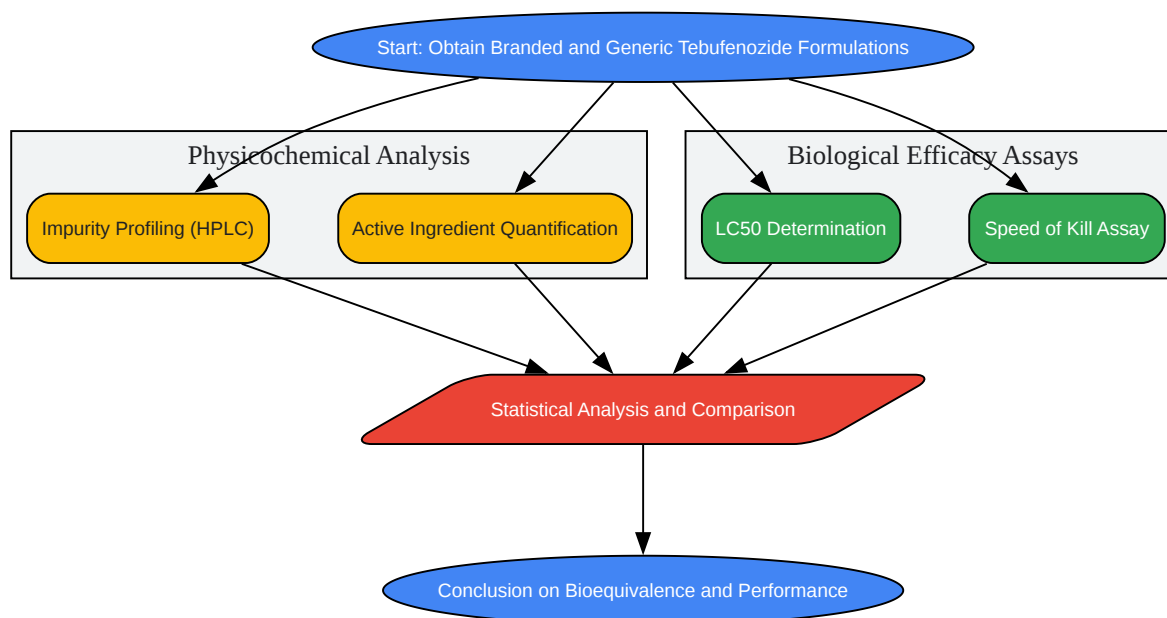 Start: Obtain Branded and Generic Tebufenozide Formulations
Physicochemical Analysis
Biological Efficacy Assays
Impurity Profiling (HPLC)
Active Ingredient Quantification
LC50 Determination
Speed of Kill Assay
Statistical Analysis and Comparison
Conclusion on Bioequivalence and Performance